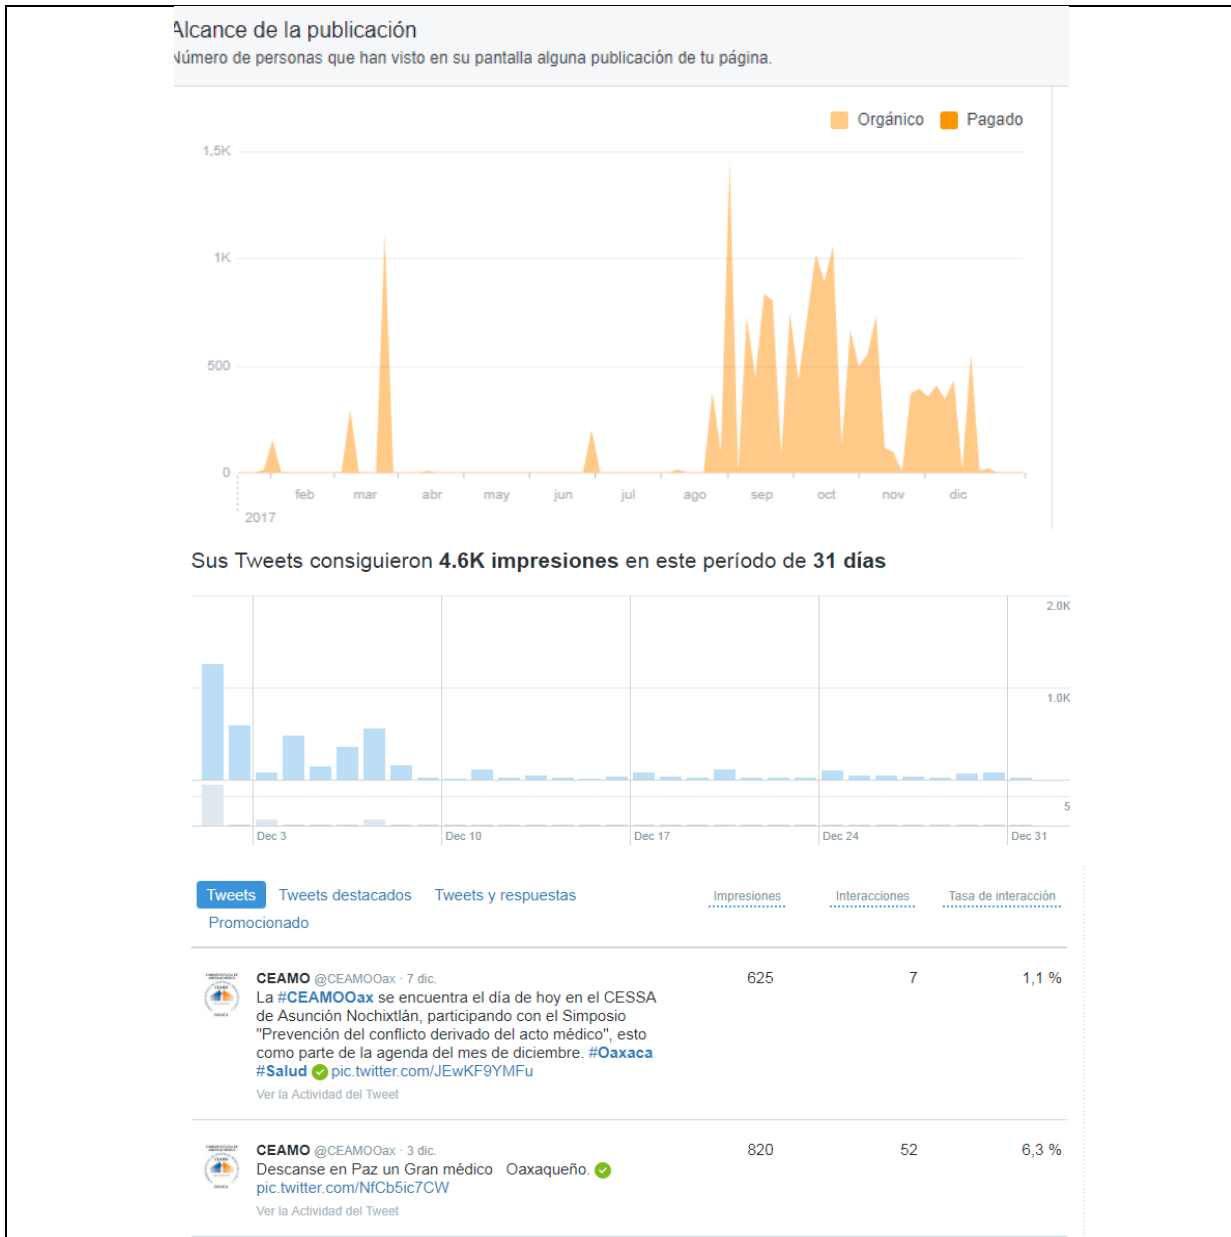 Alcance de la publicación
Número de personas que han visto en su pantalla alguna publicación de tu página.
Orgánico Pagado
1,5K
1K
500
0
feb mar abr may jun jul ago sep oct nov dic
2017
Sus Tweets consiguieron 4.6K impresiones en este período de 31 días
2.0K
1.0K
5
Dec 3 Dec 10 Dec 17 Dec 24 Dec 31
Tweets Tweets destacados Tweets y respuestas Impresiones Interacciones Tasa de interacción
Promocionado
CEAMO @CEAMOOax · 7 dic. 625 7 1,1 %
La #CEAMOOax se encuentra el día de hoy en el CESSA
de Asunción Nochixtlán, participando con el Simposio
"Prevención del conflicto derivado del acto médico", esto
como parte de la agenda del mes de diciembre. #Oaxaca
#Salud pic.twitter.com/JEwKF9YMFu
Ver la Actividad del Tweet
CEAMO @CEAMOOax · 3 dic. 820 52 6,3 %
Descanse en Paz un Gran médico Oaxaqueño.
pic.twitter.com/NfCb5ic7CW
Ver la Actividad del Tweet